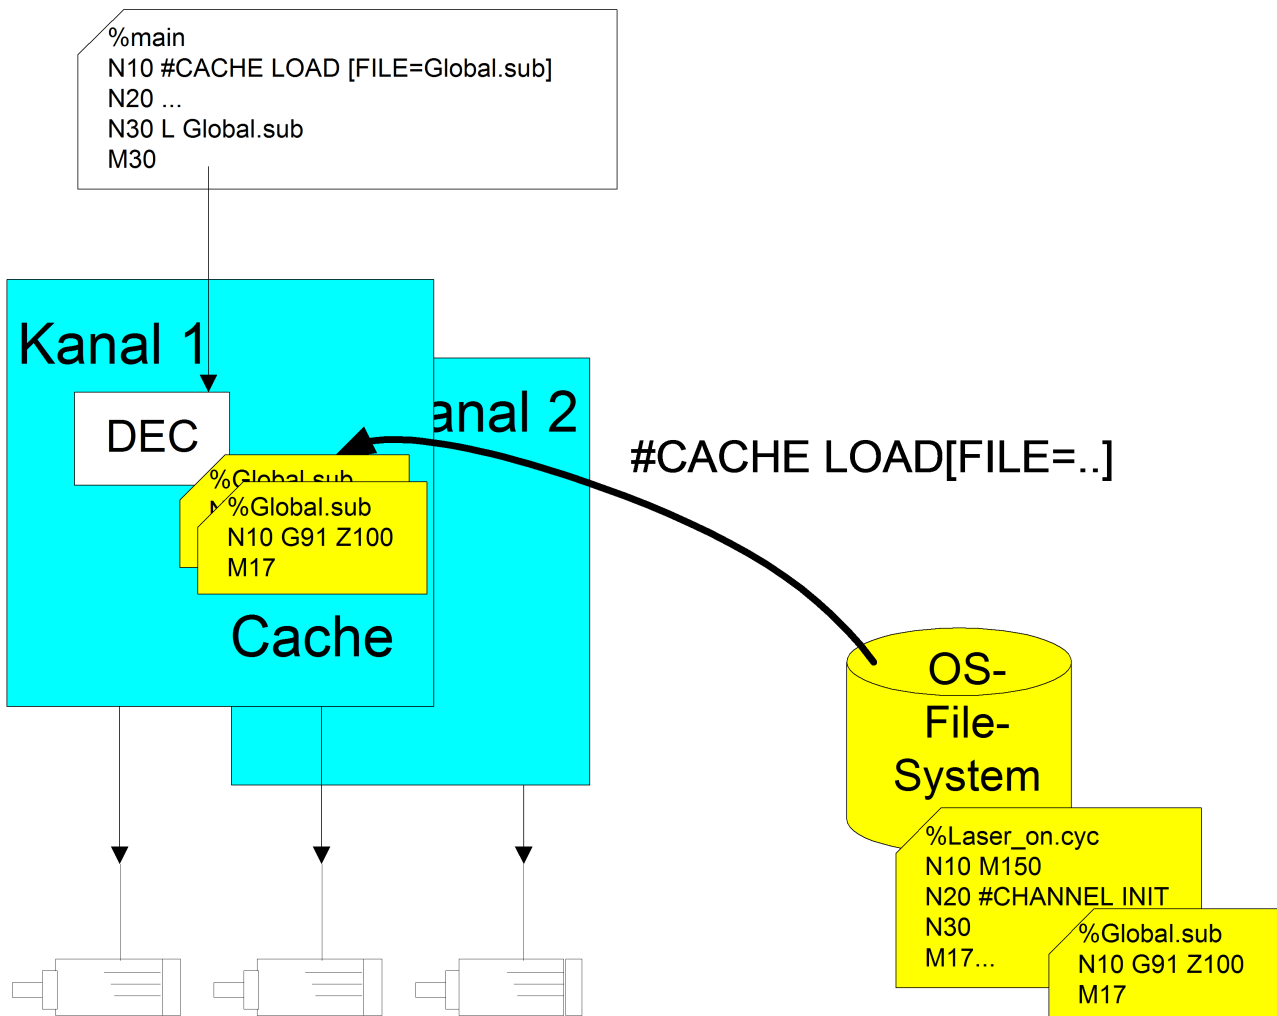 %main
N10 #CACHE LOAD [FILE=Global.sub]
N20 ...
N30 L Global.sub
M30
Kanal 1
anal 2
DEC
#CACHE LOAD[FILE=..]
%Global.sub
%Global.sub
N10 G91 Z100
M17
Cache
OS-
File-
System
%Laser_on.cyc
N10 M150
N20 #CHANNEL INIT
N30
M17...
%Global.sub
N10 G91 Z100
M17